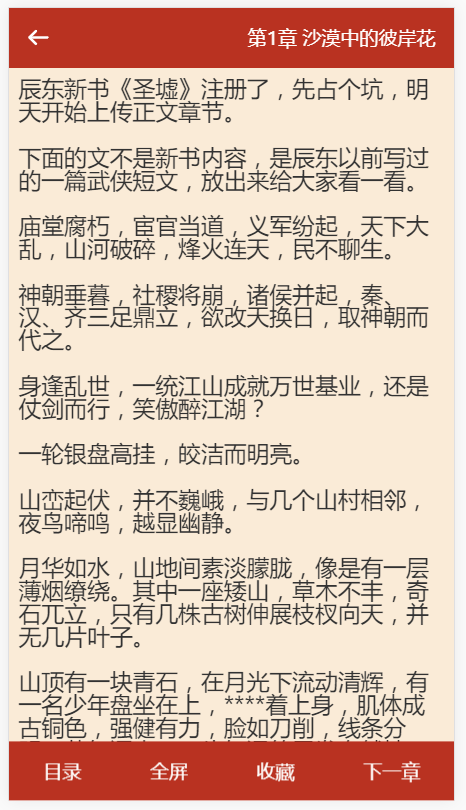 第1章 沙漠中的彼岸花
辰东新书《圣墟》注册了，先占个坑，明
天开始上传正文章节。
下面的文不是新书内容，是辰东以前写过
的一篇武侠短文，放出来给大家看一看。
庙堂腐朽，宦官当道，义军纷起，天下大
乱，山河破碎，烽火连天，民不聊生。
神朝垂暮，社稷将崩，诸侯并起，秦、
汉、齐三足鼎立，欲改天换日，取神朝而
代之。
身逢乱世，一统江山成就万世基业，还是
仗剑而行，笑傲醉江湖？
一轮银盘高挂，皎洁而明亮。
山峦起伏，并不巍峨，与几个山村相邻，
夜鸟啼鸣，越显幽静。
月华如水，山地间素淡朦胧，像是有一层
薄烟缭绕。其中一座矮山，草木不丰，奇
石兀立，只有几株古树伸展枝杈向天，并
无几片叶子。
山顶有一块青石，在月光下流动清辉，有
一名少年盘坐在上，****着上身，肌体成
古铜色，强健有力，脸如刀削，线条分
目录 全屏 收藏 下一章